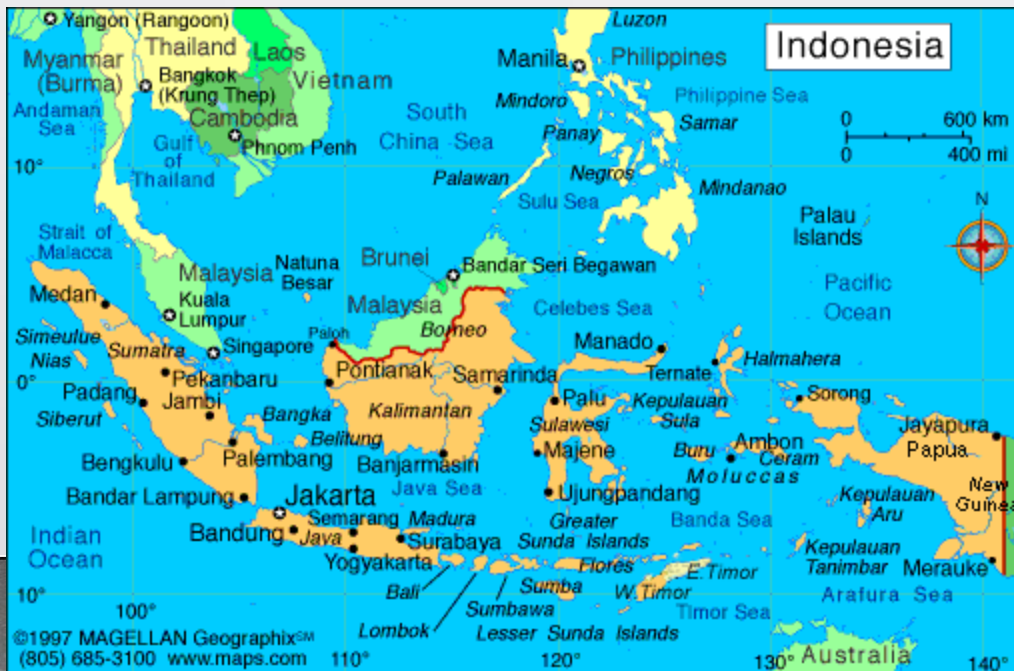 Yangon (Rangoon)
Luzon
Indonesia
Myanmar
(Burma)
Thailand
Laos
Manila
Philippines
Bangkok
(Krung Thep)
Vietnam
Andaman
Sea
Cambodia
South
China Sea
Mindoro
Philippine Sea
Samar
0 600 km
0 400 mi
Gulf
of
Thailand
Phnom Penh
Panay
10°
Palawan
Negros
Mindanao
Sulu Sea
N
Palau
Islands
Strait of
Malacca
Malaysia
Natuna
Besar
Brunei
Bandar Seri Begawan
Medan
Kuala
Lumpur
Malaysia
Celebes Sea
Pacific
Ocean
Simeulue
Nias
Sumatra
Singapore
Paloh
Borneo
Manado
Halmahera
0°
Pekanbaru
Pontianak
Samarinda
Ternate
Padang
Jambi
Siberut
Bangka
Kalimantan
Palu
Kepulauan
Sula
Sorong
Belitung
Sulawesi
Jayapura
Papua
Bengkulu
Palembang
Banjarmasin
Majene
Buru
Ambon
Ceram
Moluccas
Bandar Lampung
Jakarta
Java Sea
Ujungpandang
Kepulauan
Aru
New
Guinea
Indian
Ocean
Bandung
Java
Semarang
Madura
Surabaya
Greater
Sunda Islands
Banda Sea
Yogyakarta
Flores
E.Timor
Kepulauan
Tanimbar
Merauke
10°
100°
Bali
Sumba
W.Timor
Arafura Sea
Sumbawa
Timor Sea
Lombok
Lesser Sunda Islands
©1997 MAGELLAN Geographix℠
(805) 685-3100 www.maps.com
110°
120°
130°
Australia
140°